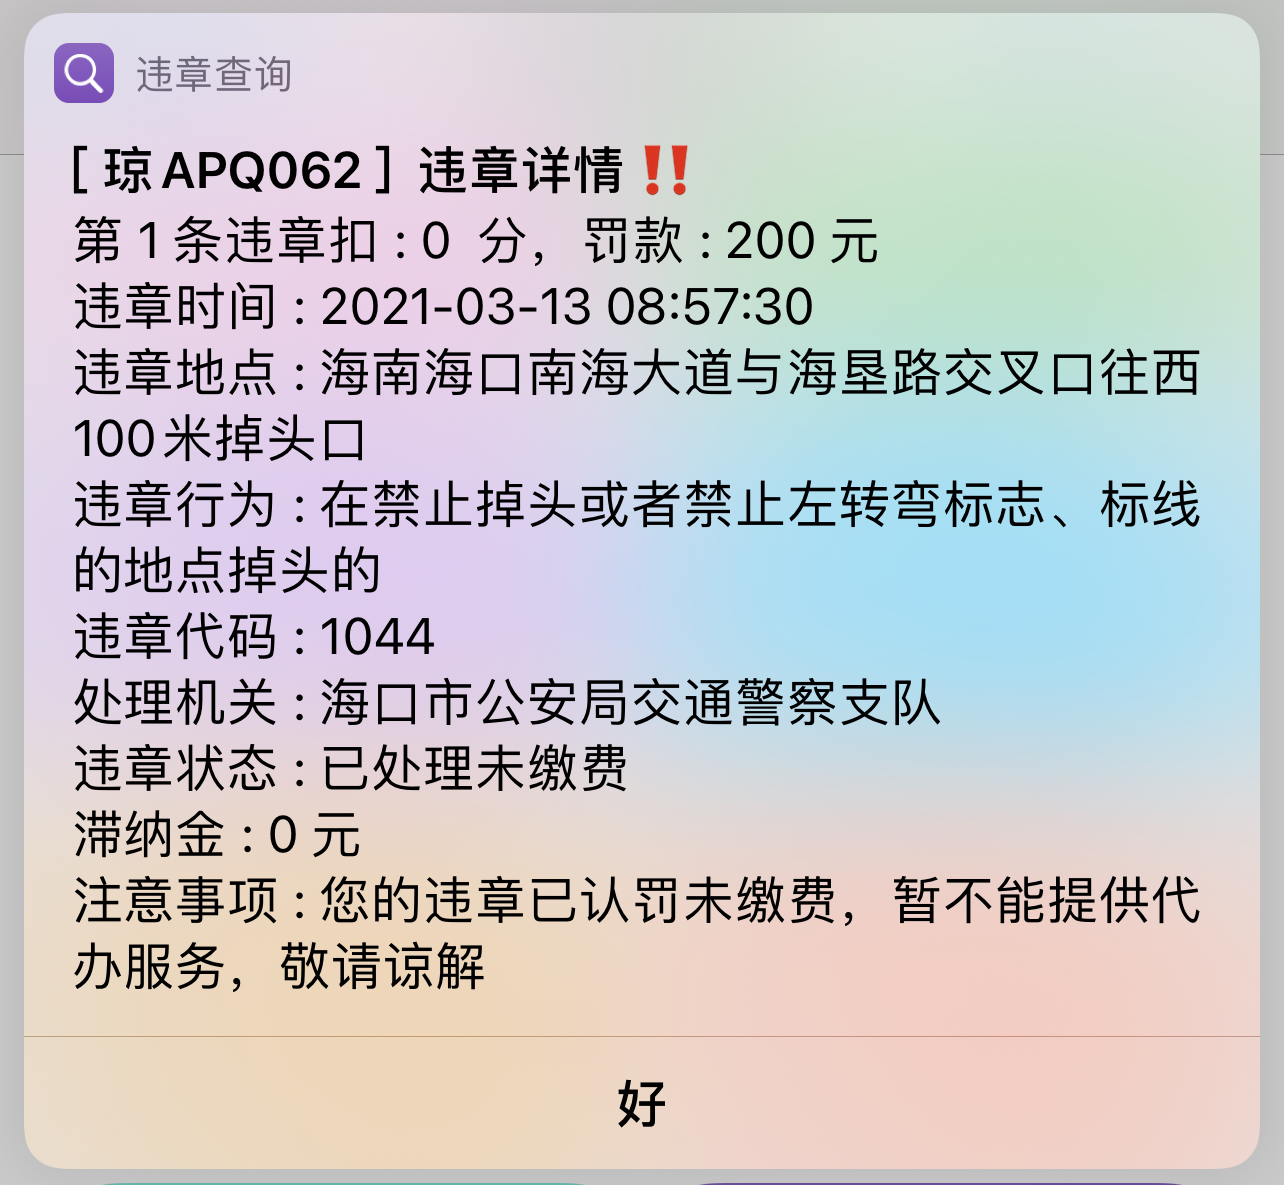 违章查询
[ 琼APQ062 ] 违章详情 ‼️
第 1 条违章扣 : 0 分，罚款 : 200 元
违章时间 : 2021-03-13 08:57:30
违章地点 : 海南海口南海大道与海垦路交叉口往西
100米掉头口
违章行为 : 在禁止掉头或者禁止左转弯标志、标线
的地点掉头的
违章代码 : 1044
处理机关 : 海口市公安局交通警察支队
违章状态 : 已处理未缴费
滞纳金 : 0 元
注意事项 : 您的违章已认罚未缴费，暂不能提供代
办服务，敬请谅解
好